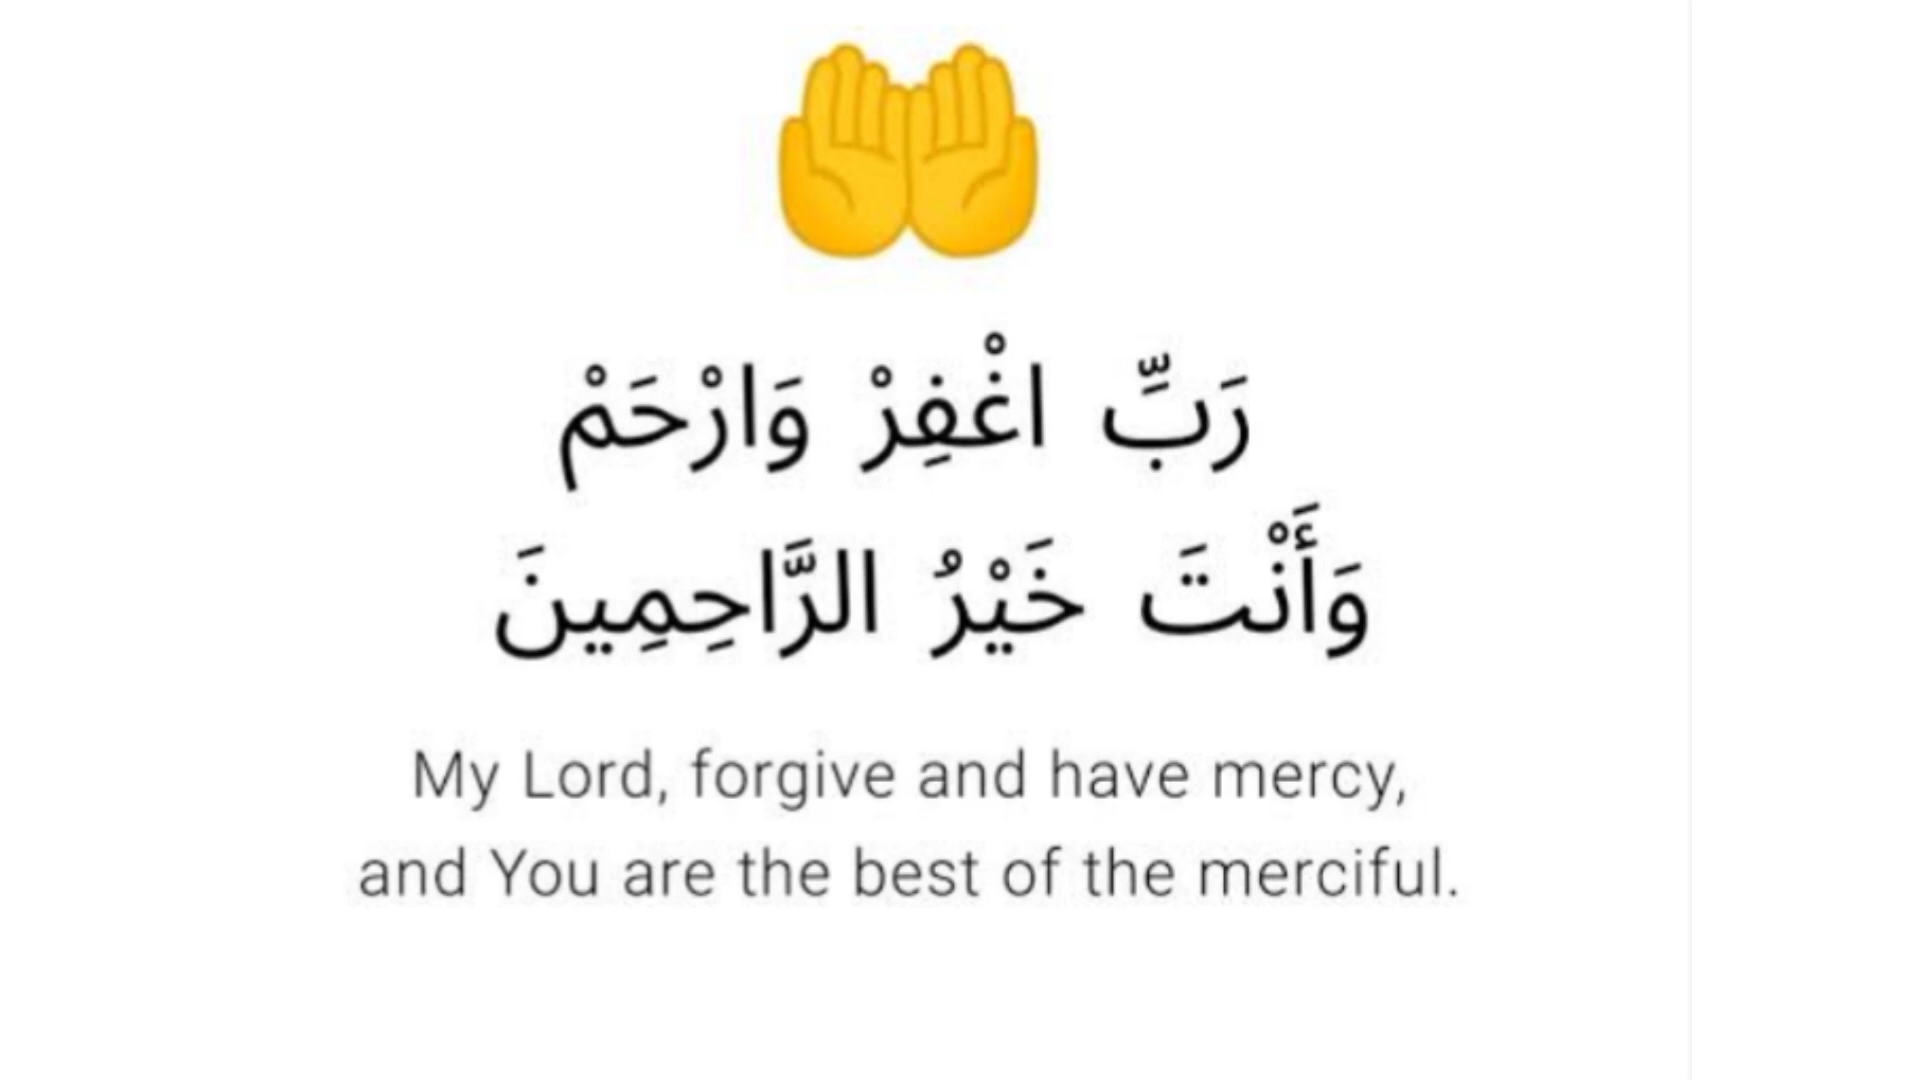 رَبِّ اغْفِرْ وَارْحَمْ
وَأَنْتَ خَيْرُ الرَّاحِمِينَ
My Lord, forgive and have mercy,
and You are the best of the merciful.